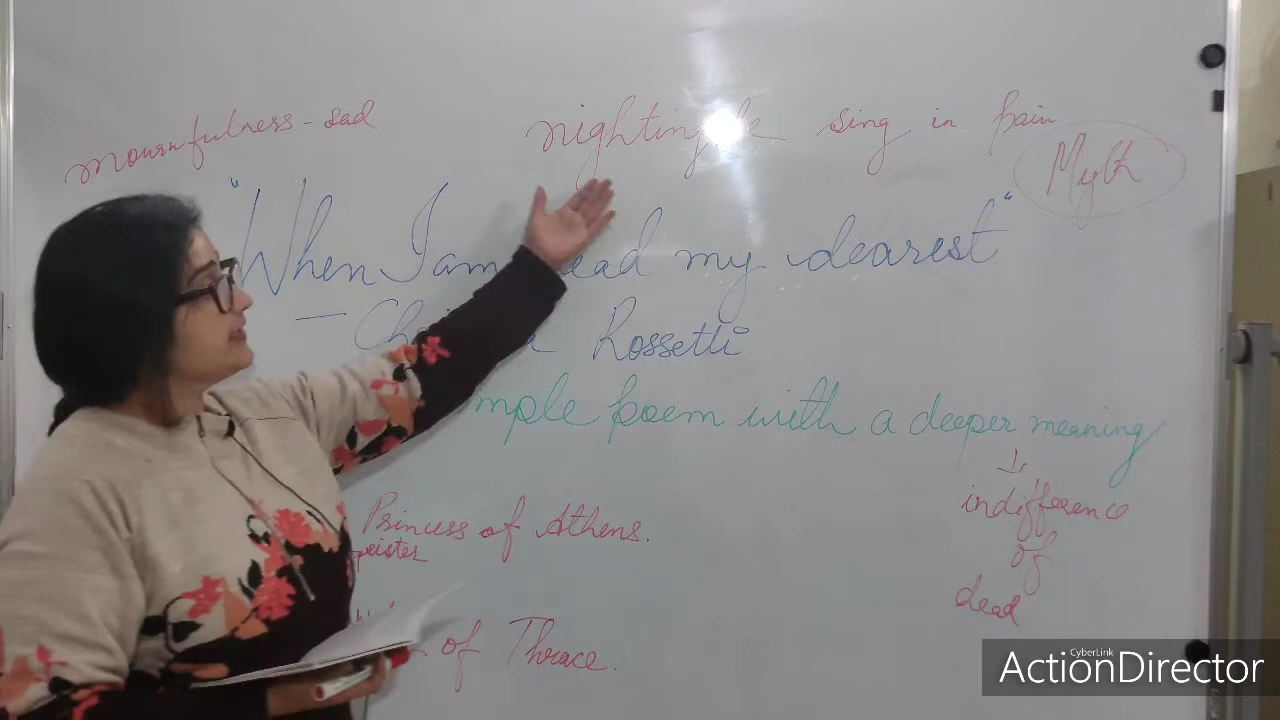 mournfulness - sad
nightingale sing in pain
Myth
"When I am dead my dearest"
— Rossetti
mple poem with a deeper meaning
indifference
of
dead
Princess of Athens.
of Thrace.
CyberLink
ActionDirector